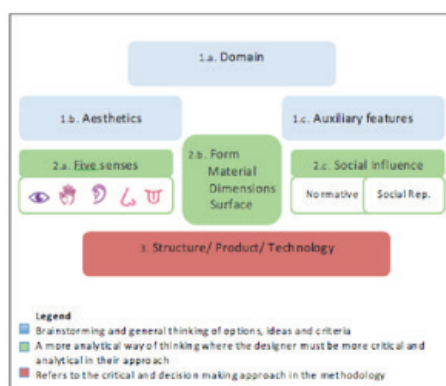 1.a. Domain
1.b. Aesthetics
1.c. Auxiliary features
2.a. Five senses
2.b. Form
Material
Dimensions
Surface
2.c. Social influence
Normative
Social Rep.
3. Structure/ Product/ Technology
Legend
Brainstorming and general thinking of options, ideas and criteria
A more analytical way of thinking where the designer must be more critical and
analytical in their approach
Refers to the critical and decision making approach in the methodology